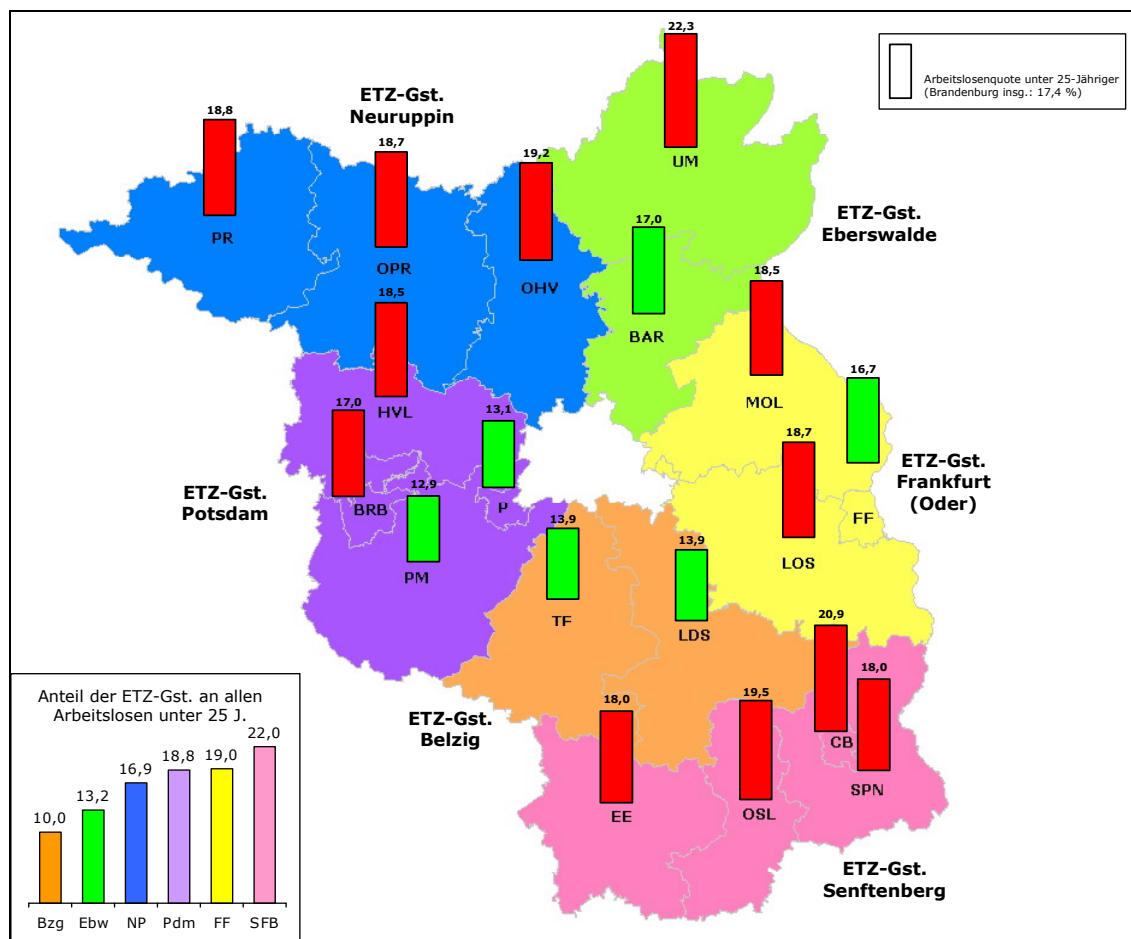 22,3
Arbeitslosenquote unter 25-Jähriger
(Brandenburg insg.: 17,4 %)
ETZ-Gst.
Neuruppin
18,8
18,7
19,2
UM
ETZ-Gst.
Eberswalde
17,0
PR
OPR
OHV
18,5
18,5
BAR
16,7
MOL
HVL
17,0
13,1
18,7
ETZ-Gst.
Frankfurt
(Oder)
ETZ-Gst.
Potsdam
12,9
BRB
P
FF
13,9
13,9
PM
LOS
TF
LDS
20,9
18,0
Anteil der ETZ-Gst. an allen
Arbeitslosen unter 25 J.
18,0
19,5
ETZ-Gst.
Belzig
CB
SPN
EE
OSL
10,0
13,2
16,9
18,8
19,0
22,0
Bzg
Ebw
NP
Pdm
FF
SFB
ETZ-Gst.
Senftenberg